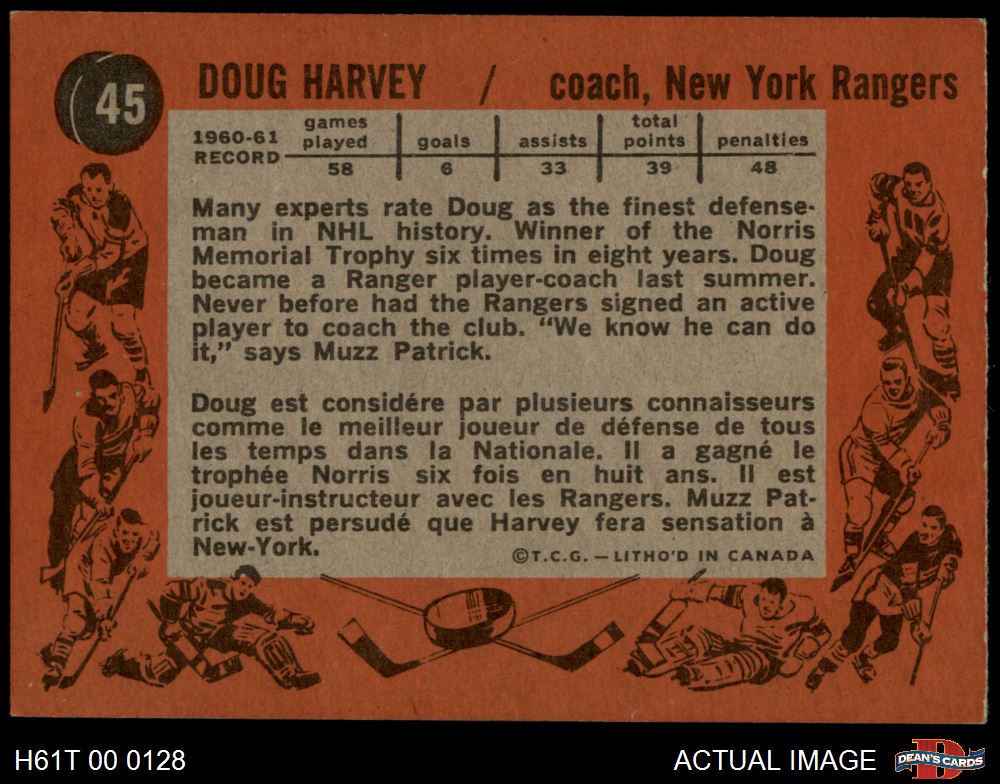 45
DOUG HARVEY / coach, New York Rangers
1960-61 RECORD
games played goals assists total points penalties
58 6 33 39 48
Many experts rate Doug as the finest defense-
man in NHL history. Winner of the Norris
Memorial Trophy six times in eight years. Doug
became a Ranger player-coach last summer.
Never before had the Rangers signed an active
player to coach the club. “We know he can do
it,” says Muzz Patrick.
Doug est considére par plusieurs connaisseurs
comme le meilleur joueur de défense de tous
les temps dans la Nationale. Il a gagné le
trophée Norris six fois en huit ans. Il est
joueur-instructeur avec les Rangers. Muzz Pat-
rick est persudé que Harvey fera sensation à
New-York.
©T.C.G. — LITHO'D IN CANADA
H61T 00 0128
ACTUAL IMAGE
D
DEAN'S CARDS